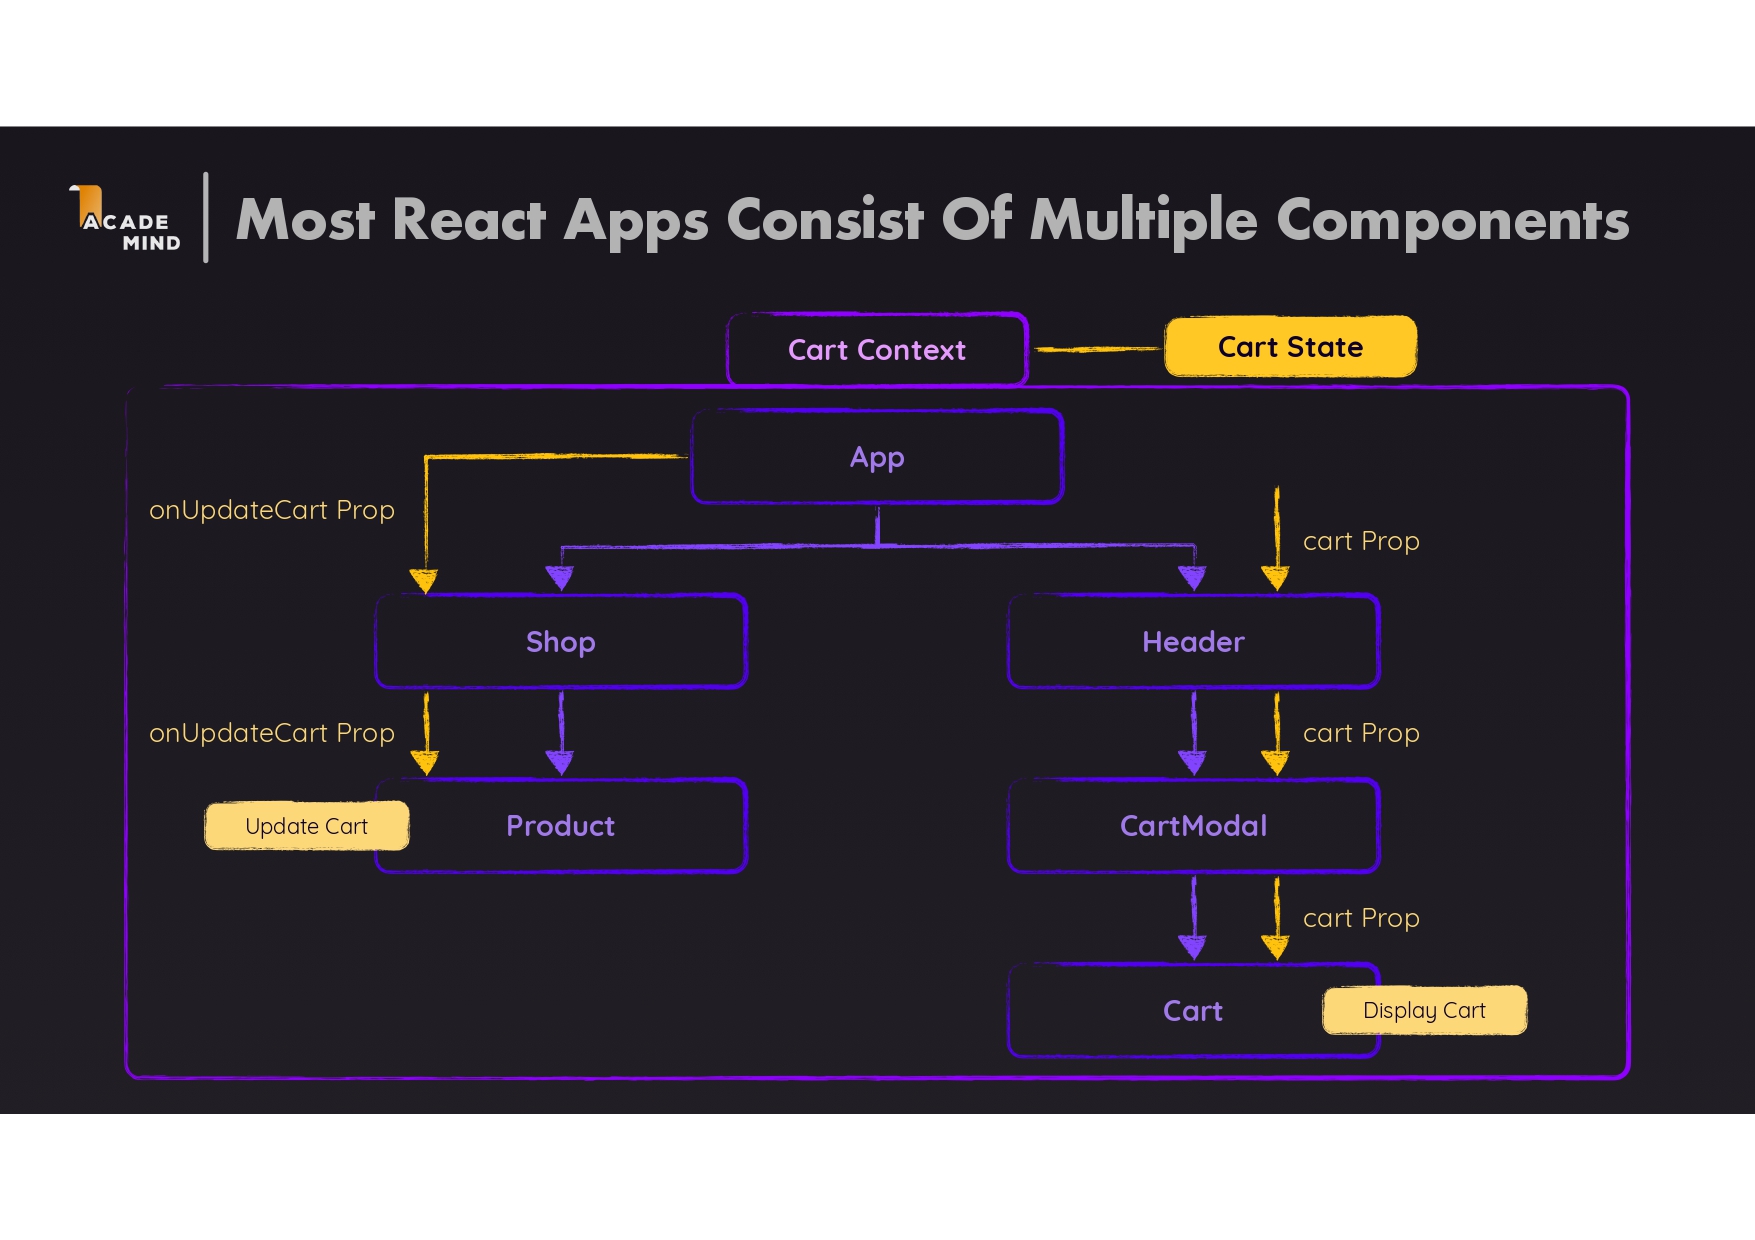 ACADE
MIND
Most React Apps Consist Of Multiple Components
Cart Context
Cart State
App
onUpdateCart Prop
cart Prop
Shop
Header
onUpdateCart Prop
cart Prop
Update Cart
Product
CartModal
cart Prop
Cart
Display Cart